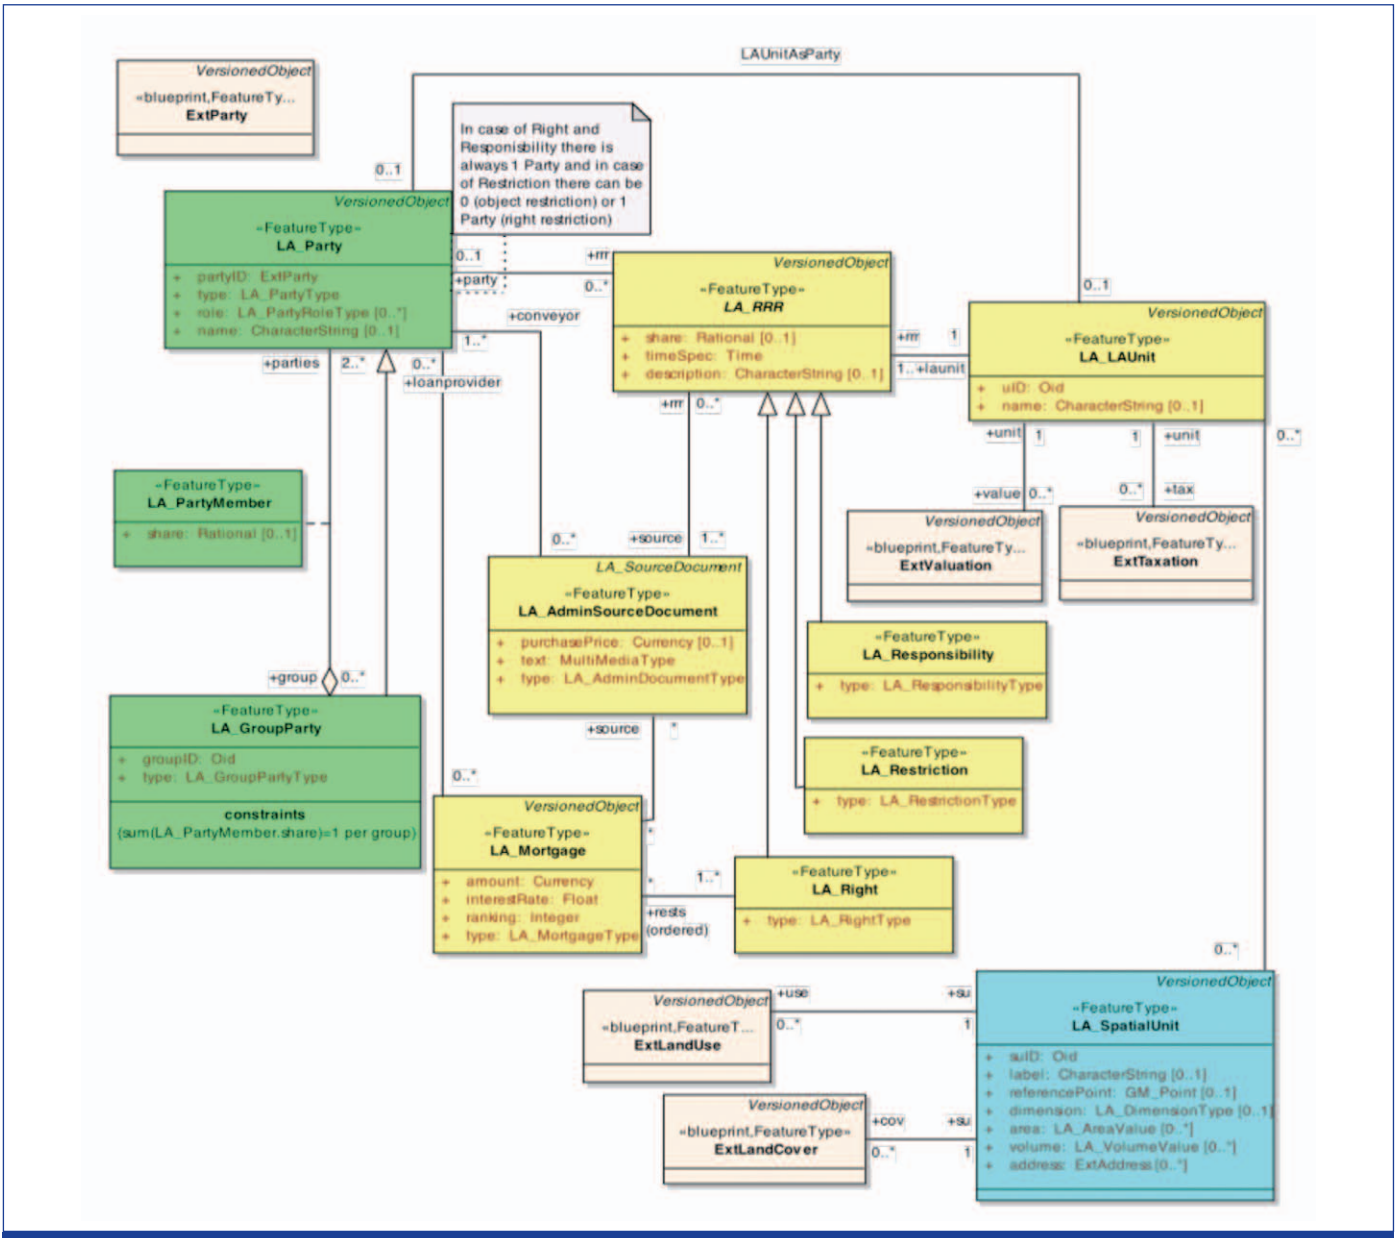 LAUnitAsParty
VersionedObject
«blueprint,FeatureTy...
ExtParty
In case of Right and
Responisbility there is
always 1 Party and in case
of Restriction there can be
0 (object restriction) or 1
Party (right restriction)
0..1
VersionedObject
«FeatureType»
LA_Party
+ partyID: ExtParty
+ type: LA_PartyType
+ role: LA_PartyRoleType [0..*]
+ name: CharacterString [0..1]
0..1
+party
+rrr
0..*
VersionedObject
«FeatureType»
LA_RRR
+ share: Rational [0..1]
+ timeSpec: Time
+ description: CharacterString [0..1]
0..1
VersionedObject
«FeatureType»
LA_LAUnit
+ uID: Oid
+ name: CharacterString [0..1]
+rrr
1
1..
+launit
+conveyor
1..*
+parties
2..*
0..*
+loanprovider
+rrr
0..*
+unit
1
1
+unit
0..*
«FeatureType»
LA_PartyMember
+ share: Rational [0..1]
+value
0..*
0..*
+tax
VersionedObject
«blueprint,FeatureTy...
ExtValuation
VersionedObject
«blueprint,FeatureTy...
ExtTaxation
0..*
+source
1..*
LA_SourceDocument
«FeatureType»
LA_AdminSourceDocument
+ purchasePrice: Currency [0..1]
+ text: MultiMediaType
+ type: LA_AdminDocumentType
«FeatureType»
LA_Responsibility
+ type: LA_ResponsibilityType
+group
0..*
«FeatureType»
LA_GroupParty
+ groupID: Oid
+ type: LA_GroupPartyType
constraints
{sum(LA_PartyMember.share)=1 per group}
+source
*
«FeatureType»
LA_Restriction
+ type: LA_RestrictionType
0..*
VersionedObject
«FeatureType»
LA_Mortgage
+ amount: Currency
+ interestRate: Float
+ ranking: Integer
+ type: LA_MortgageType
*
*
1..*
+rests
(ordered)
«FeatureType»
LA_Right
+ type: LA_RightType
0..*
VersionedObject
«FeatureType»
LA_SpatialUnit
+ suID: Oid
+ label: CharacterString [0..1]
+ referencePoint: GM_Point [0..1]
+ dimension: LA_DimensionType [0..1]
+ area: LA_AreaValue [0..*]
+ volume: LA_VolumeValue [0..*]
+ address: ExtAddress[0..*]
VersionedObject
«blueprint,FeatureT...
ExtLandUse
+use
0..*
+su
1
VersionedObject
«blueprint,FeatureType»
ExtLandCover
+cov
0..*
+su
1